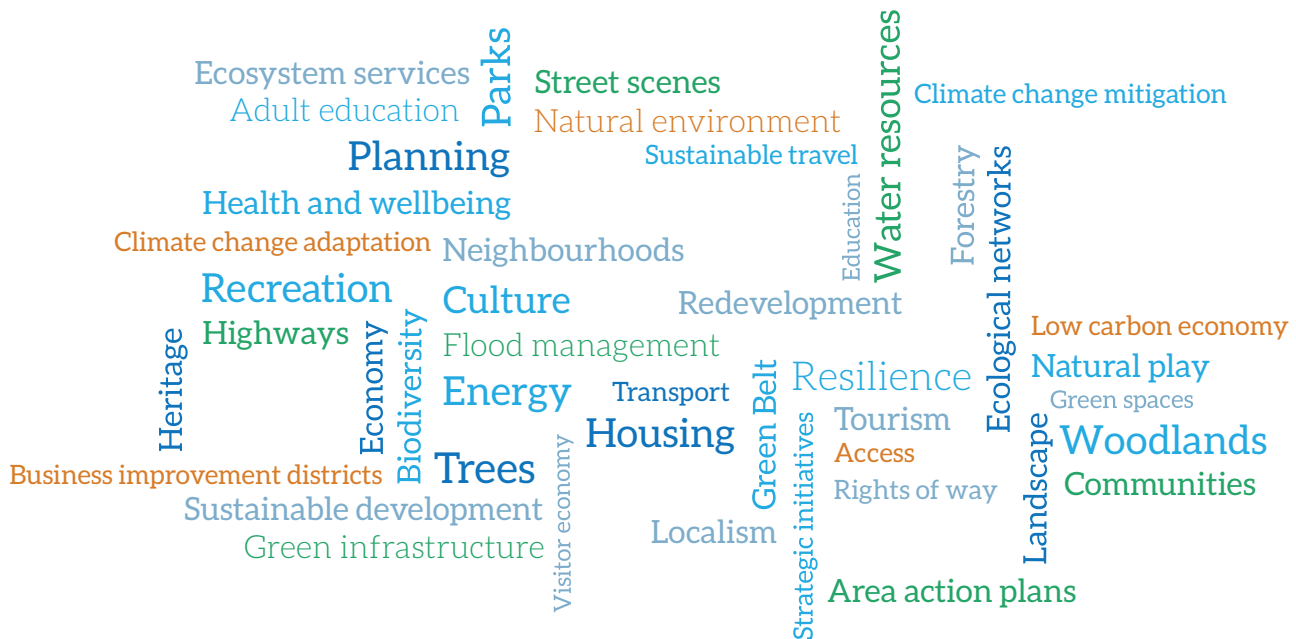 Ecosystem services
Parks
Street scenes
Water resources
Climate change mitigation
Adult education
Natural environment
Planning
Sustainable travel
Forestry
Ecological networks
Education
Health and wellbeing
Climate change adaptation
Neighbourhoods
Recreation
Culture
Redevelopment
Highways
Heritage
Economy
Biodiversity
Flood management
Low carbon economy
Energy
Transport
Green Belt
Resilience
Natural play
Green spaces
Housing
Strategic initiatives
Tourism
Landscape
Woodlands
Access
Business improvement districts
Trees
Visitor economy
Rights of way
Communities
Sustainable development
Localism
Green infrastructure
Area action plans